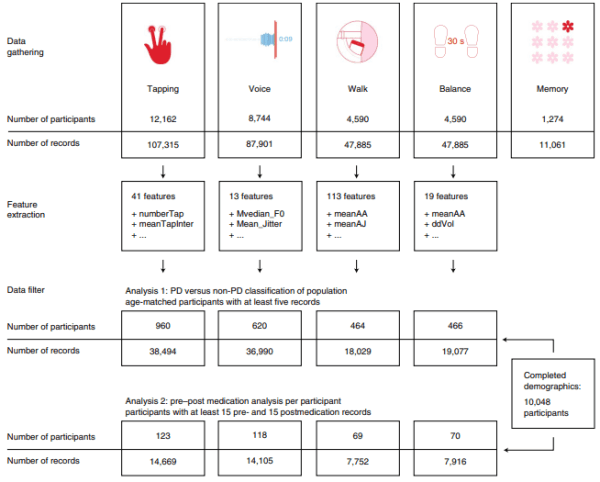 Data
gathering
0:09
30 s
Tapping Voice Walk Balance Memory
Number of participants 12,162 8,744 4,590 4,590 1,274
Number of records 107,315 87,901 47,885 47,885 11,061
Feature
extraction
41 features 13 features 113 features 19 features
+ numberTap + Mvedian_F0 + meanAA + meanAA
+ meanTapInter + Mean_Jitter + meanAJ + ddVol
+ ... + ... + ... + ...
Data filter
Analysis 1: PD versus non-PD classification of population
age-matched participants with at least five records
Number of participants 960 620 464 466
Number of records 38,494 36,990 18,029 19,077
Completed
demographics:
10,048
participants
Analysis 2: pre–post medication analysis per participant
participants with at least 15 pre- and 15 postmedication records
Number of participants 123 118 69 70
Number of records 14,669 14,105 7,752 7,916